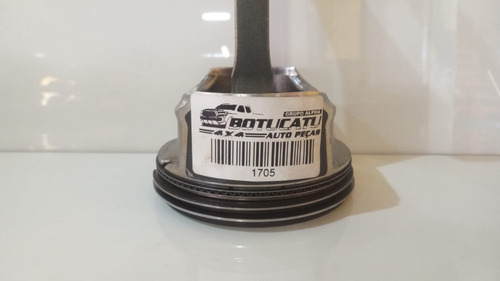 GRUPO ALPHA
BOTUCATU
4X4 AUTO PEÇAS
1705